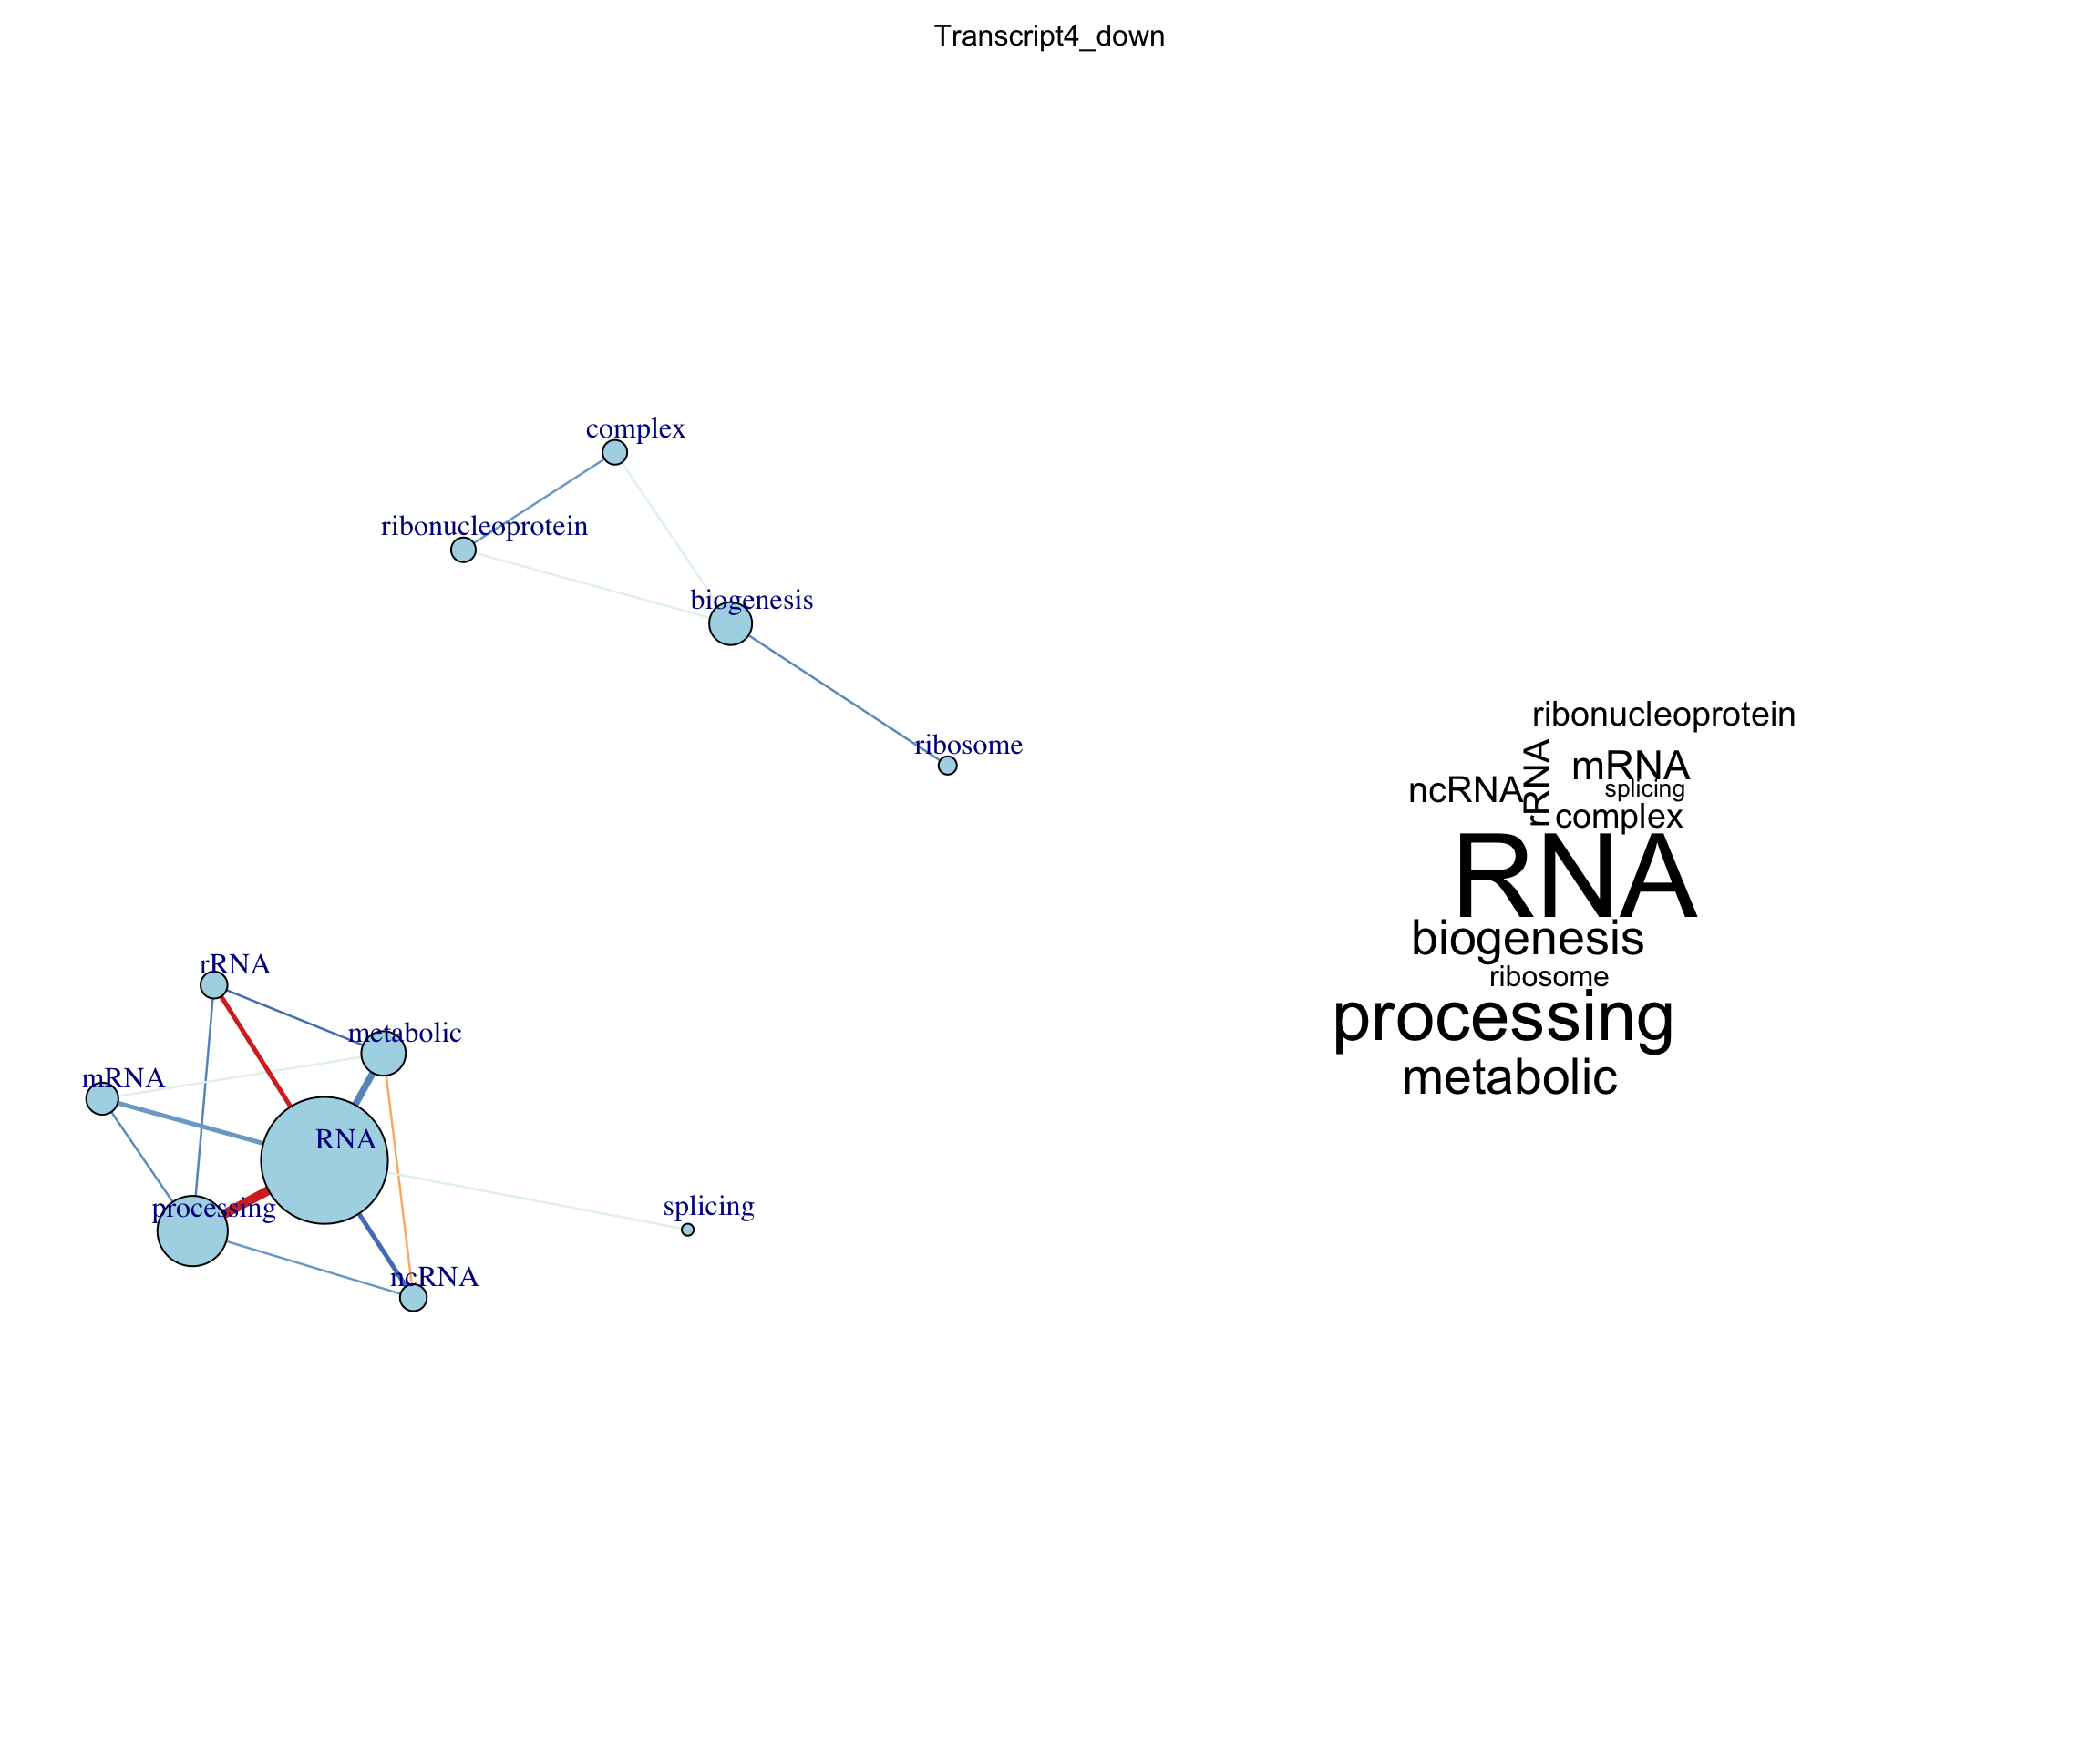 Transcript4_down
complex
ribonucleoprotein
biogenesis
ribosome
rRNA
metabolic
mRNA
RNA
processing
splicing
ncRNA
ribonucleoprotein
rRNA
mRNA
ncRNA
splicing
complex
RNA
biogenesis
ribosome
processing
metabolic